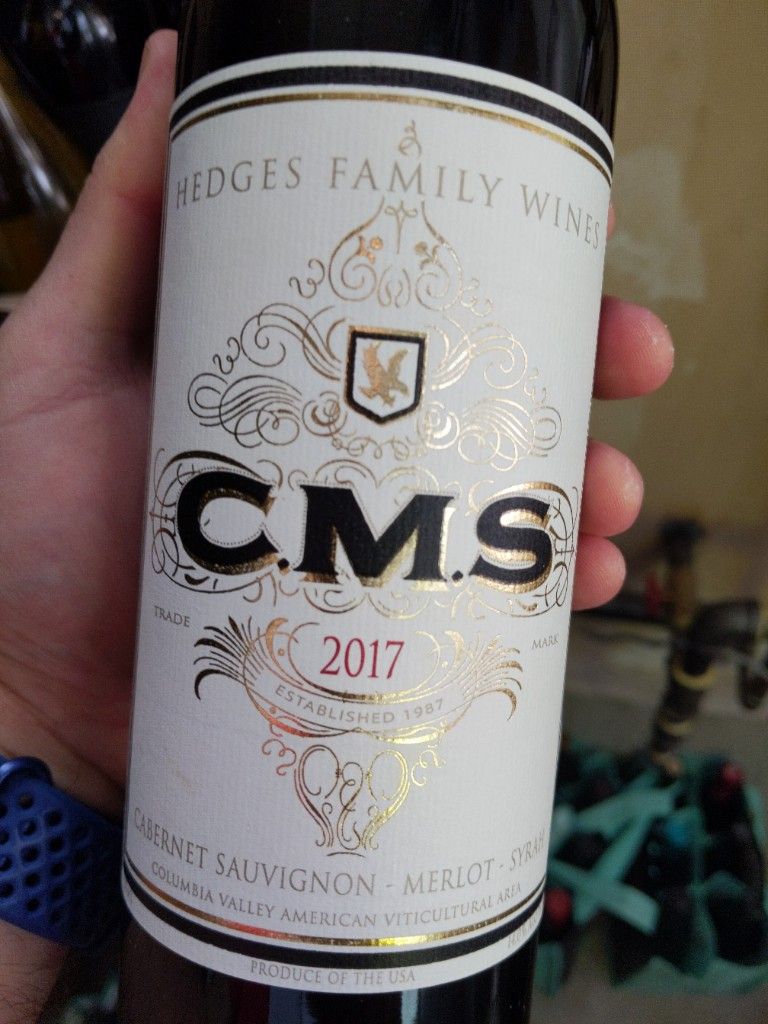 HEDGES FAMILY WINES
C.M.S
TRADE MARK
2017
ESTABLISHED 1987
CABERNET SAUVIGNON - MERLOT - SYRAH
COLUMBIA VALLEY AMERICAN VITICULTURAL AREA
PRODUCE OF THE USA